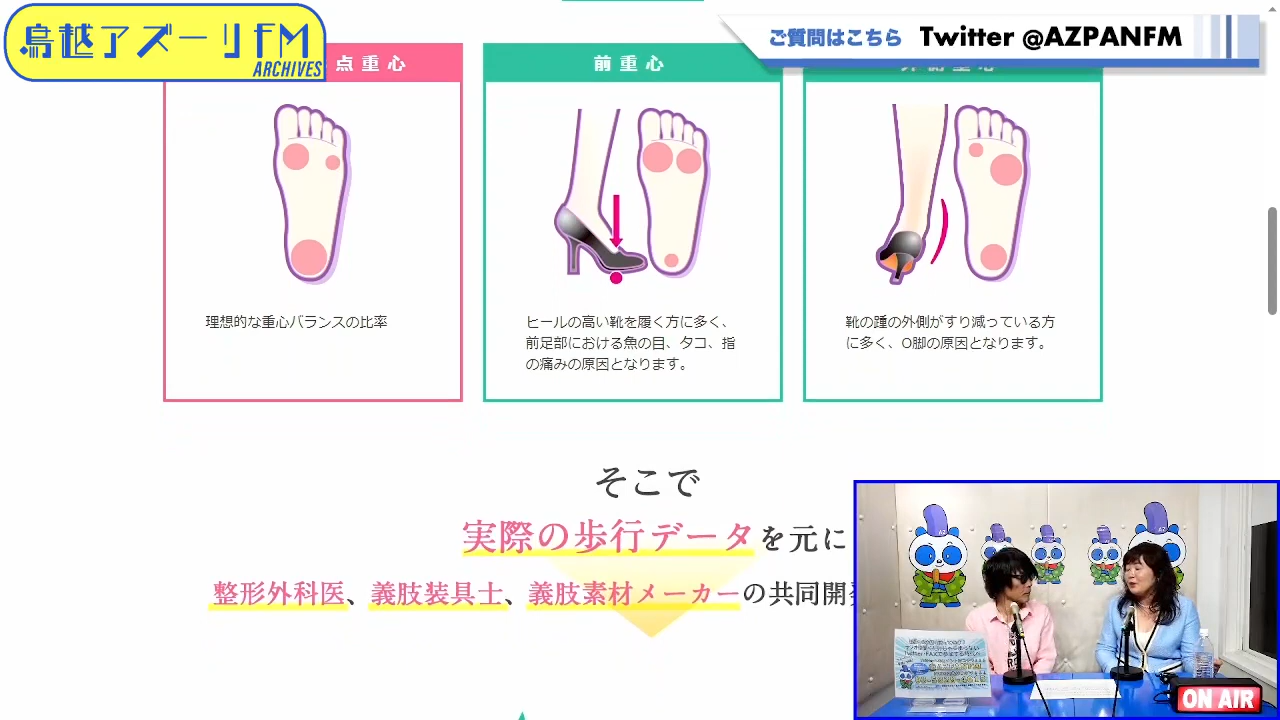 鳥越アズーリFM
ARCHIVES
ご質問はこちら Twitter @AZPANFM
点重心
前重心
理想的な重心バランスの比率
ヒールの高い靴を履く方に多く、
前足部における魚の目、タコ、指
の痛みの原因となります。
靴の踵の外側がすり減っている方
に多く、O脚の原因となります。
そこで
実際の歩行データを元に
整形外科医、義肢装具士、義肢素材メーカーの共同開
ON AIR